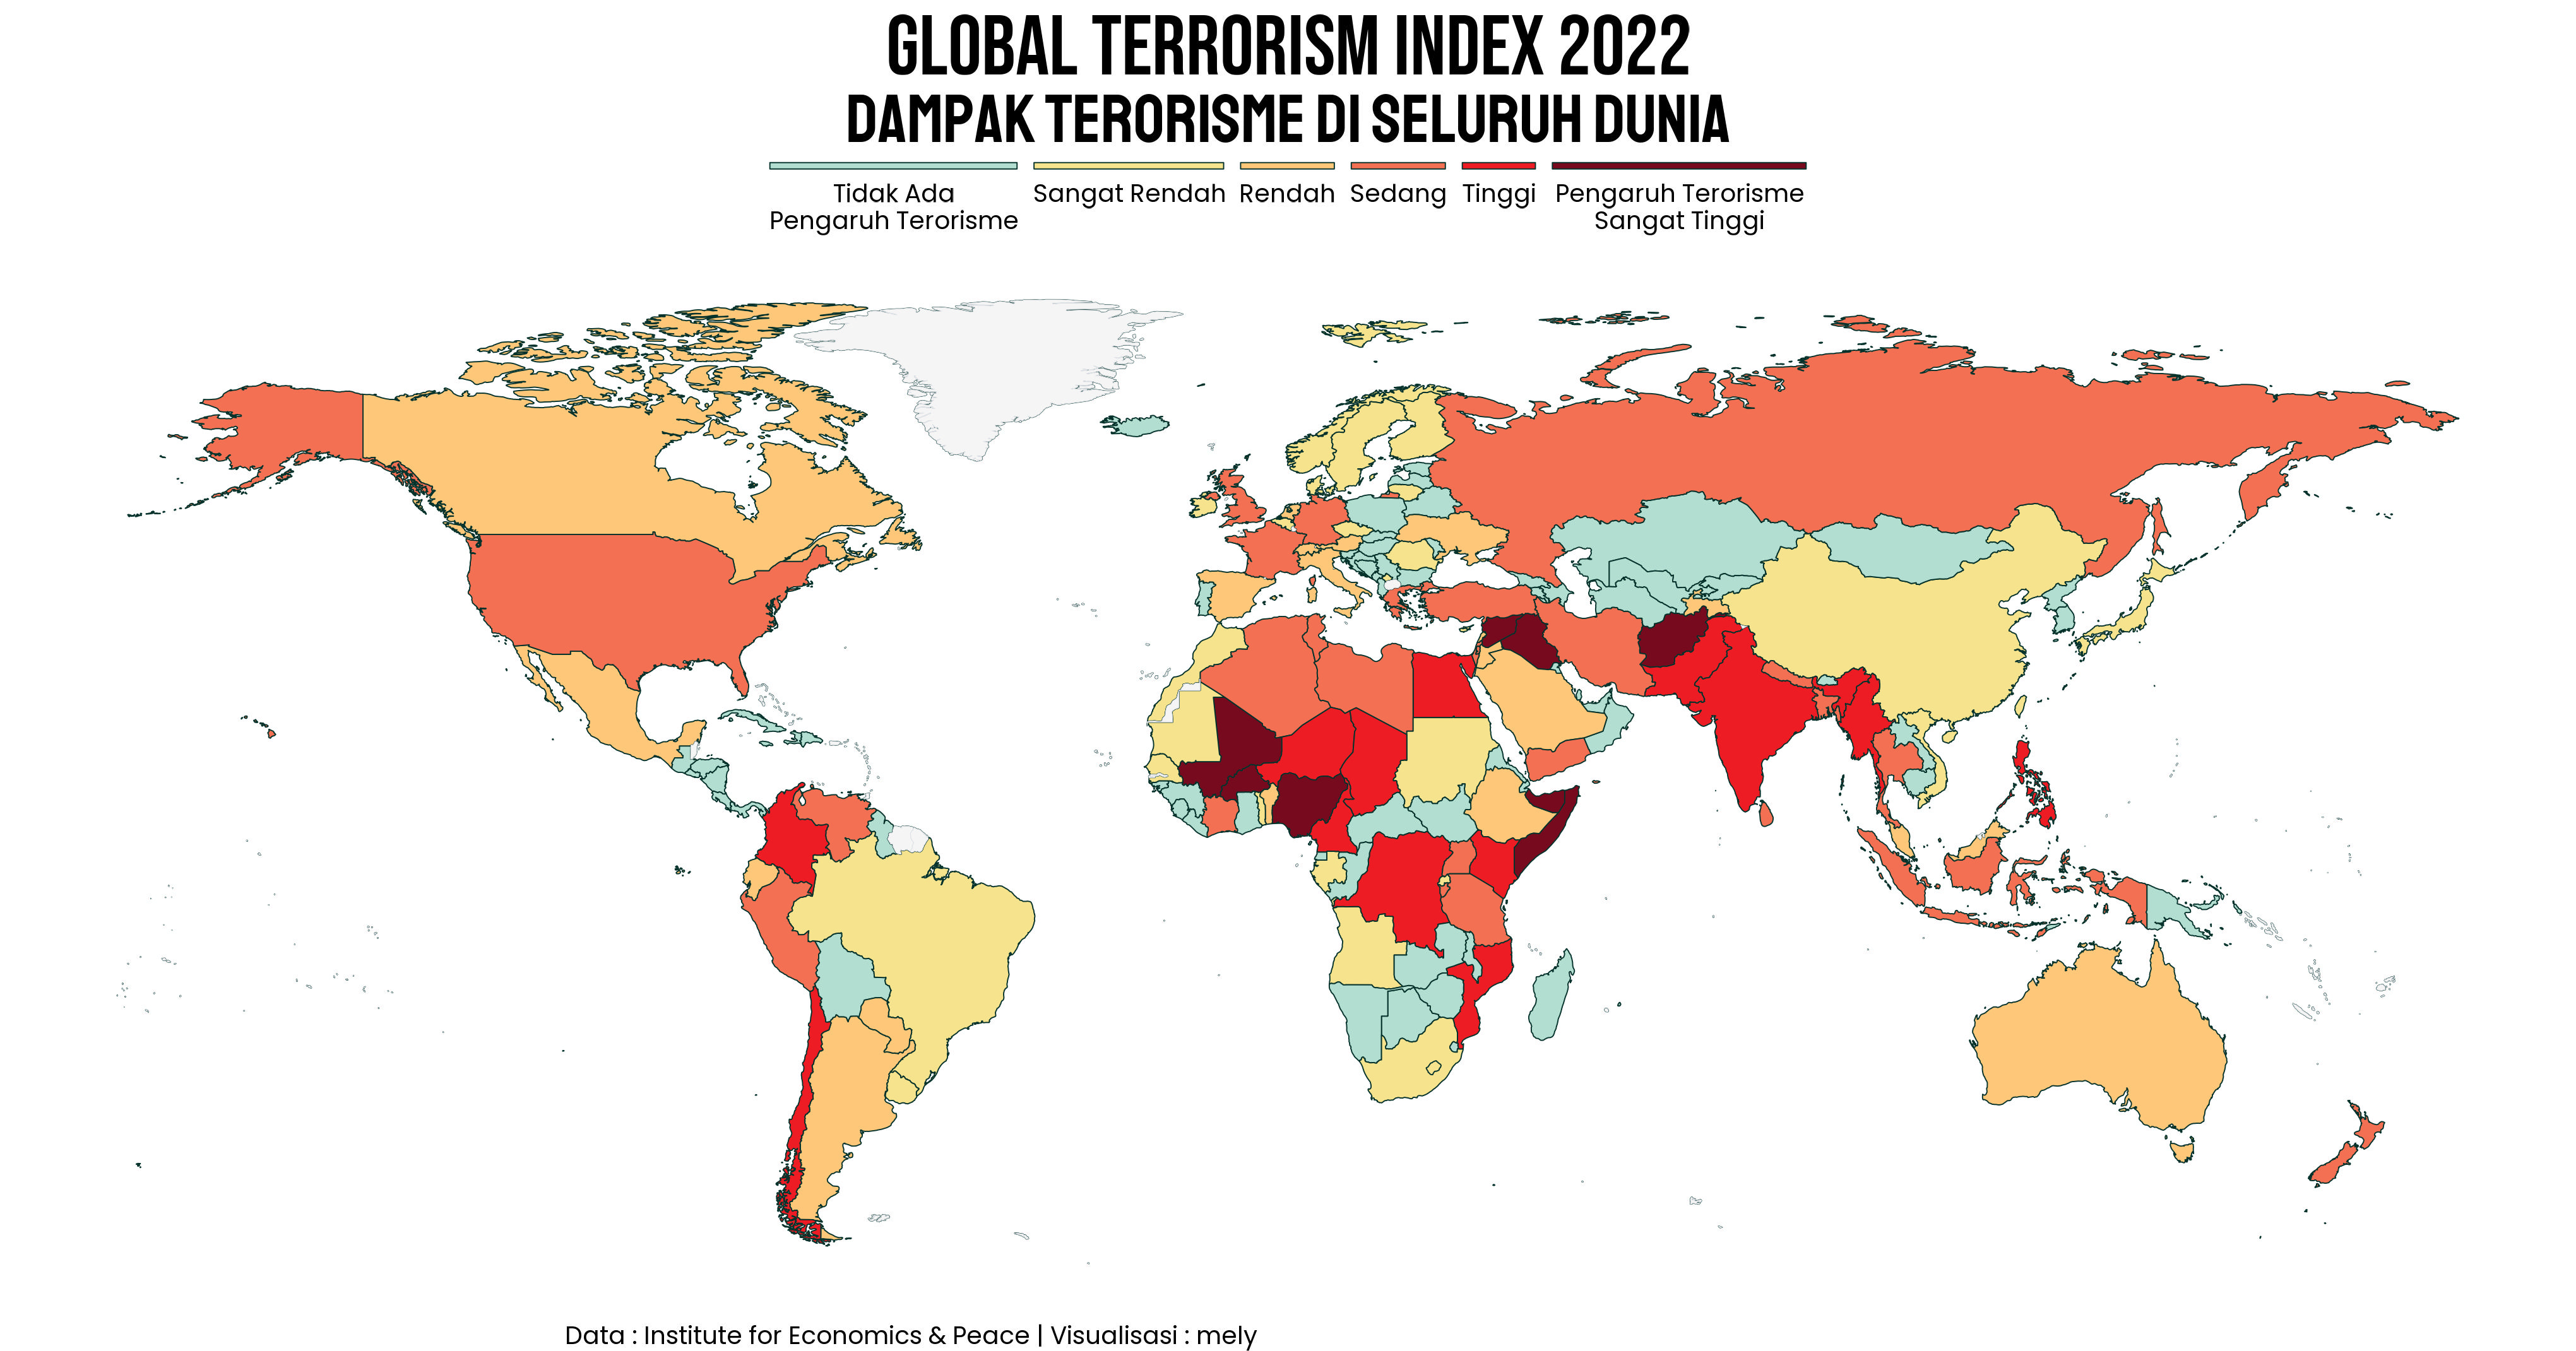 GLOBAL TERRORISM INDEX 2022
DAMPAK TERORISME DI SELURUH DUNIA
Tidak Ada
Pengaruh Terorisme
Sangat Rendah
Rendah
Sedang
Tinggi
Pengaruh Terorisme
Sangat Tinggi
Data : Institute for Economics & Peace | Visualisasi : mely